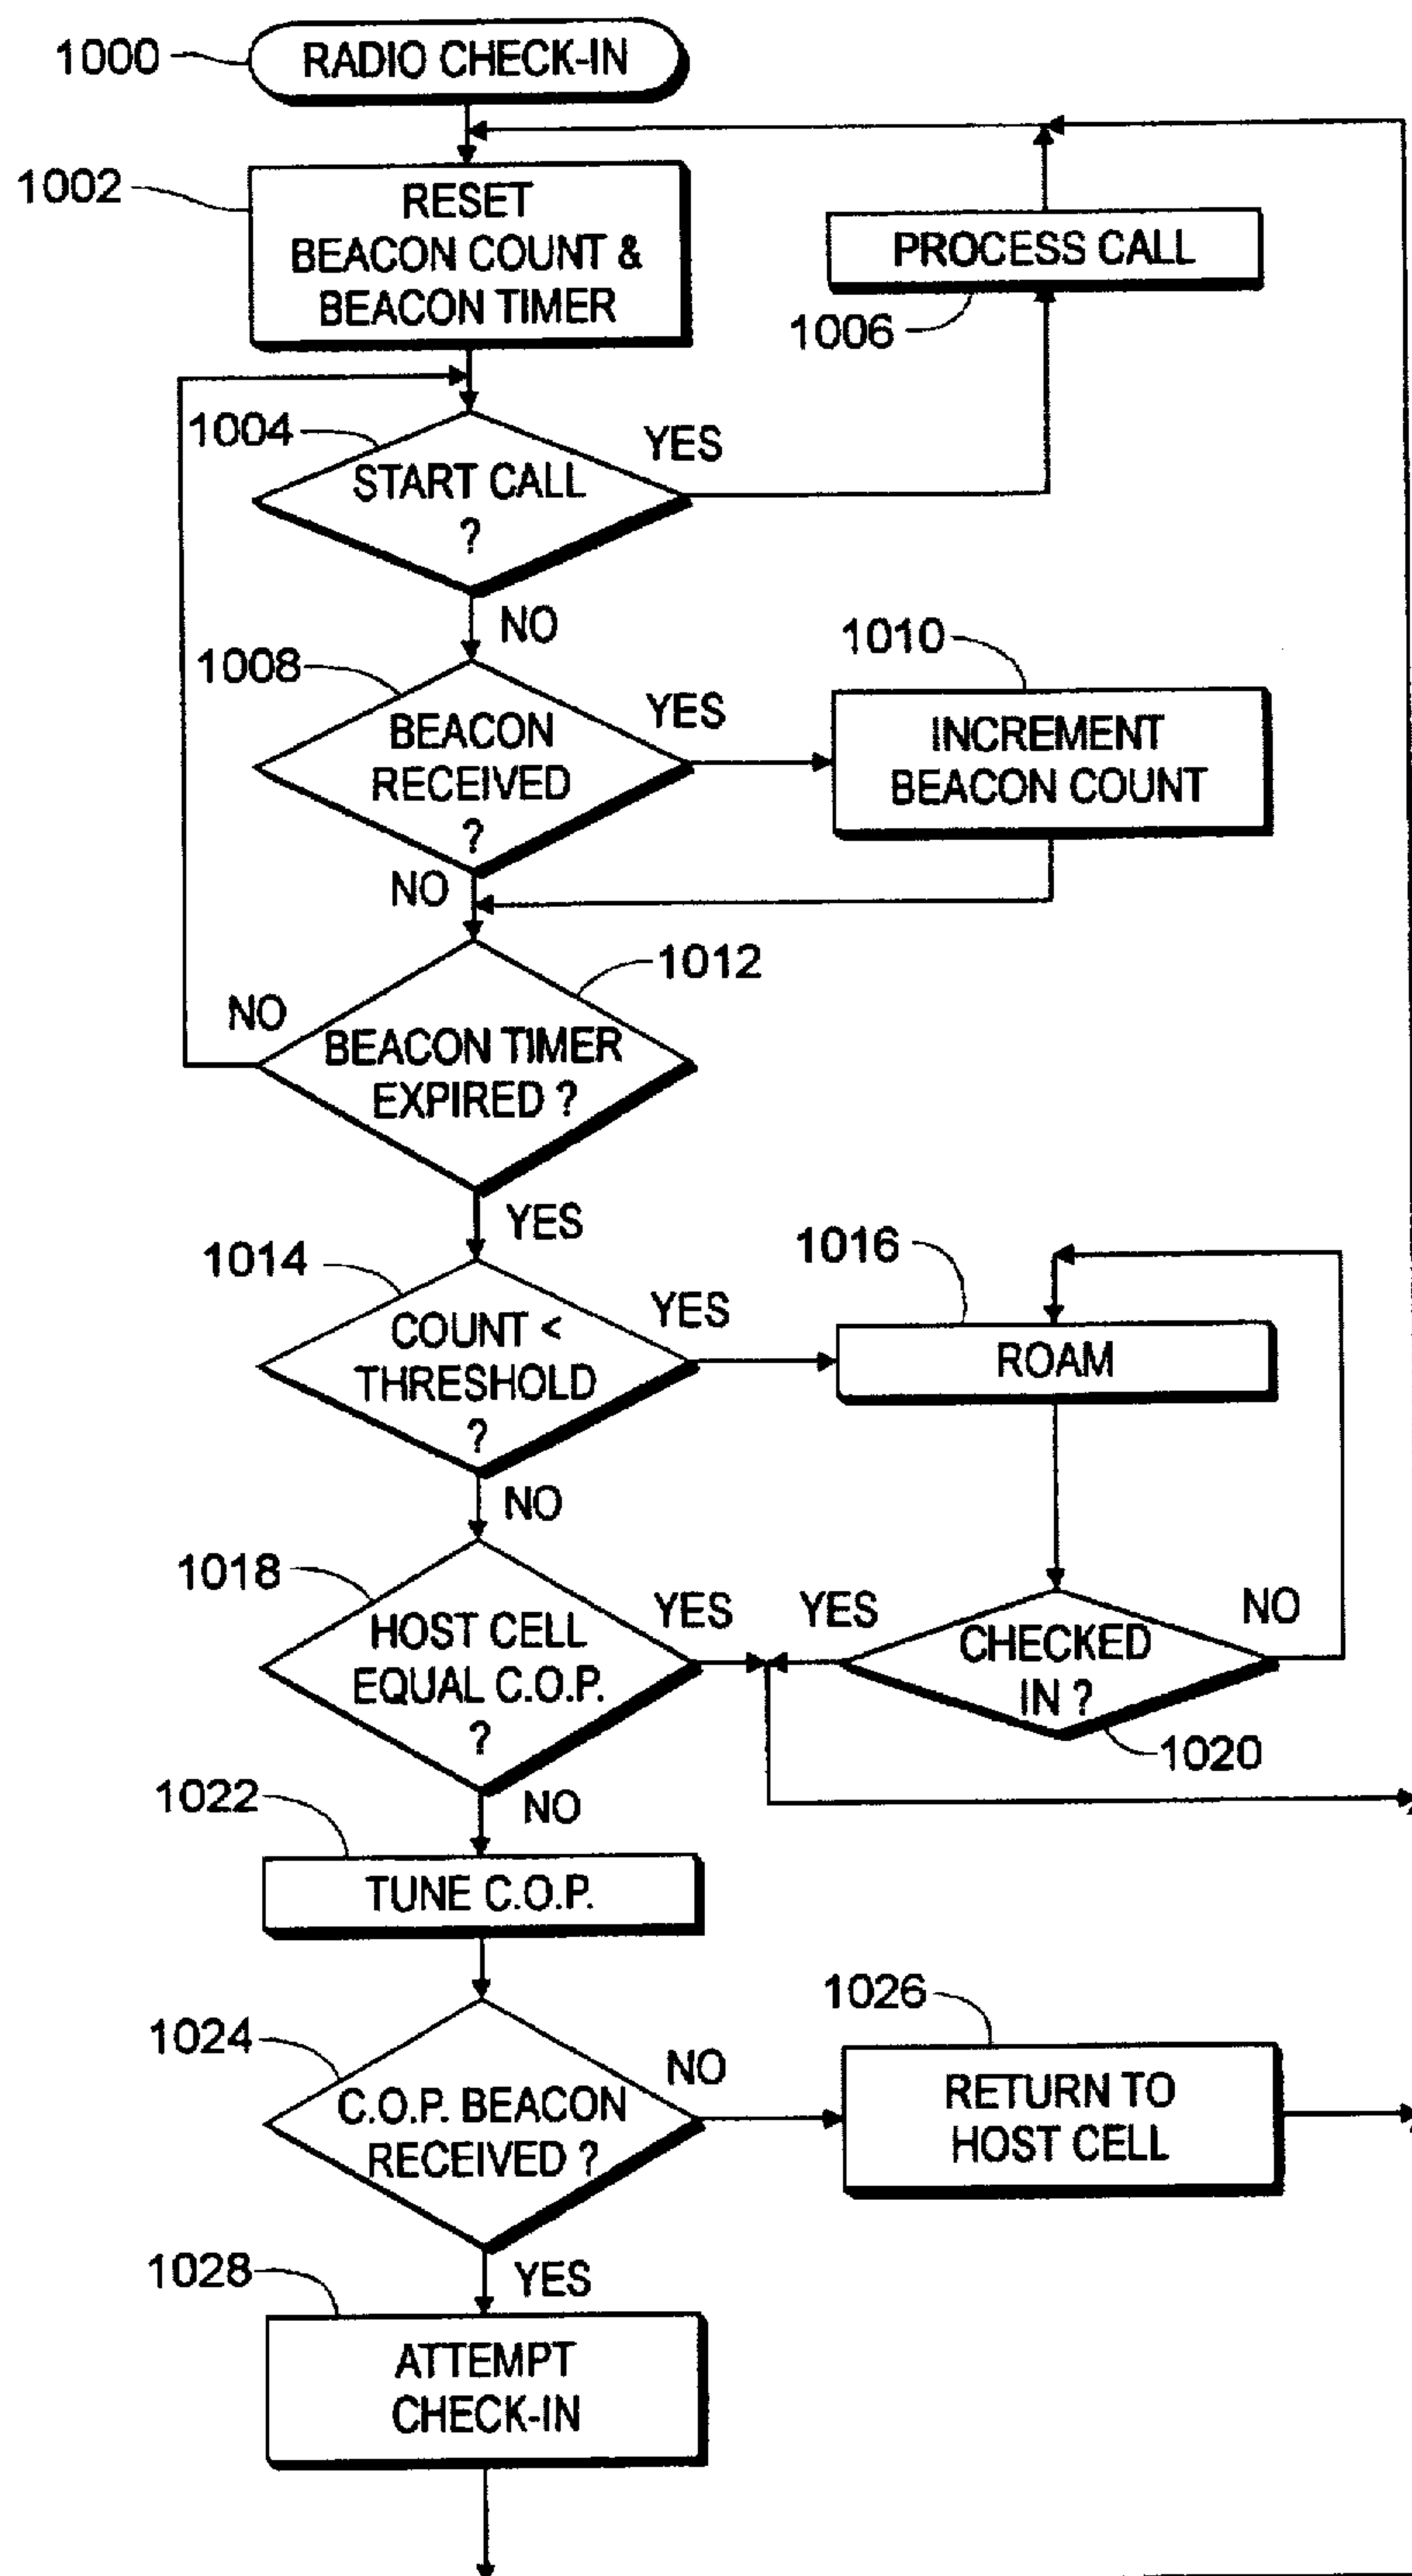 1000
RADIO CHECK-IN
1002
RESET
BEACON COUNT &
BEACON TIMER
PROCESS CALL
1006
1004
START CALL
?
YES
NO
1008
BEACON
RECEIVED
?
YES
NO
1010
INCREMENT
BEACON COUNT
1012
BEACON TIMER
EXPIRED ?
NO
YES
1014
COUNT <
THRESHOLD
?
YES
NO
1016
ROAM
1018
HOST CELL
EQUAL C.O.P.
?
YES
NO
YES
CHECKED
IN ?
NO
1020
1022
TUNE C.O.P.
1024
C.O.P. BEACON
RECEIVED ?
NO
YES
1026
RETURN TO
HOST CELL
1028
ATTEMPT
CHECK-IN